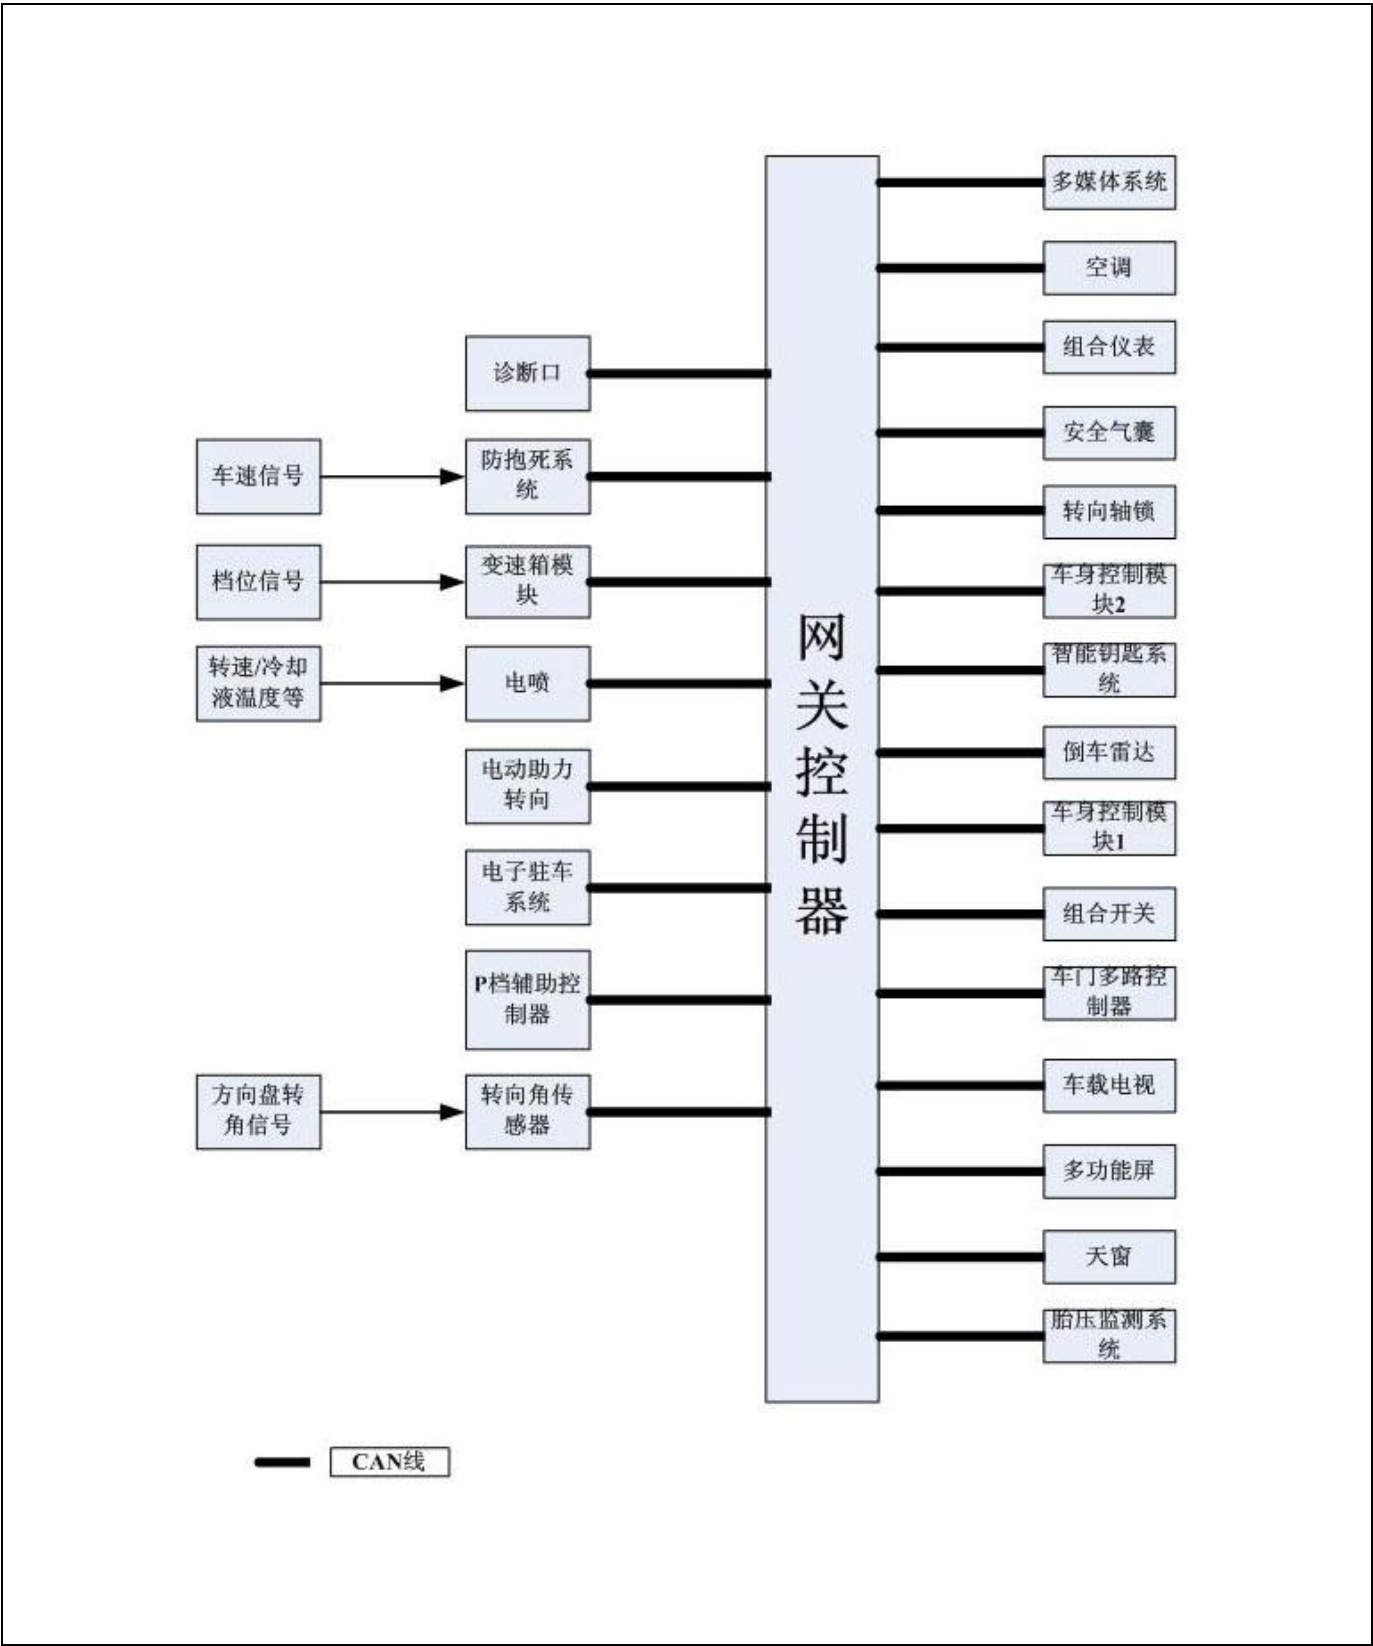 诊断口
车速信号
防抱死系
统
档位信号
变速箱模
块
转速/冷却
液温度等
电喷
电动助力
转向
电子驻车
系统
P档辅助控
制器
方向盘转
角信号
转向角传
感器
网
关
控
制
器
多媒体系统
空调
组合仪表
安全气囊
转向轴锁
车身控制模
块2
智能钥匙系
统
倒车雷达
车身控制模
块1
组合开关
车门多路控
制器
车载电视
多功能屏
天窗
胎压监测系
统
CAN线